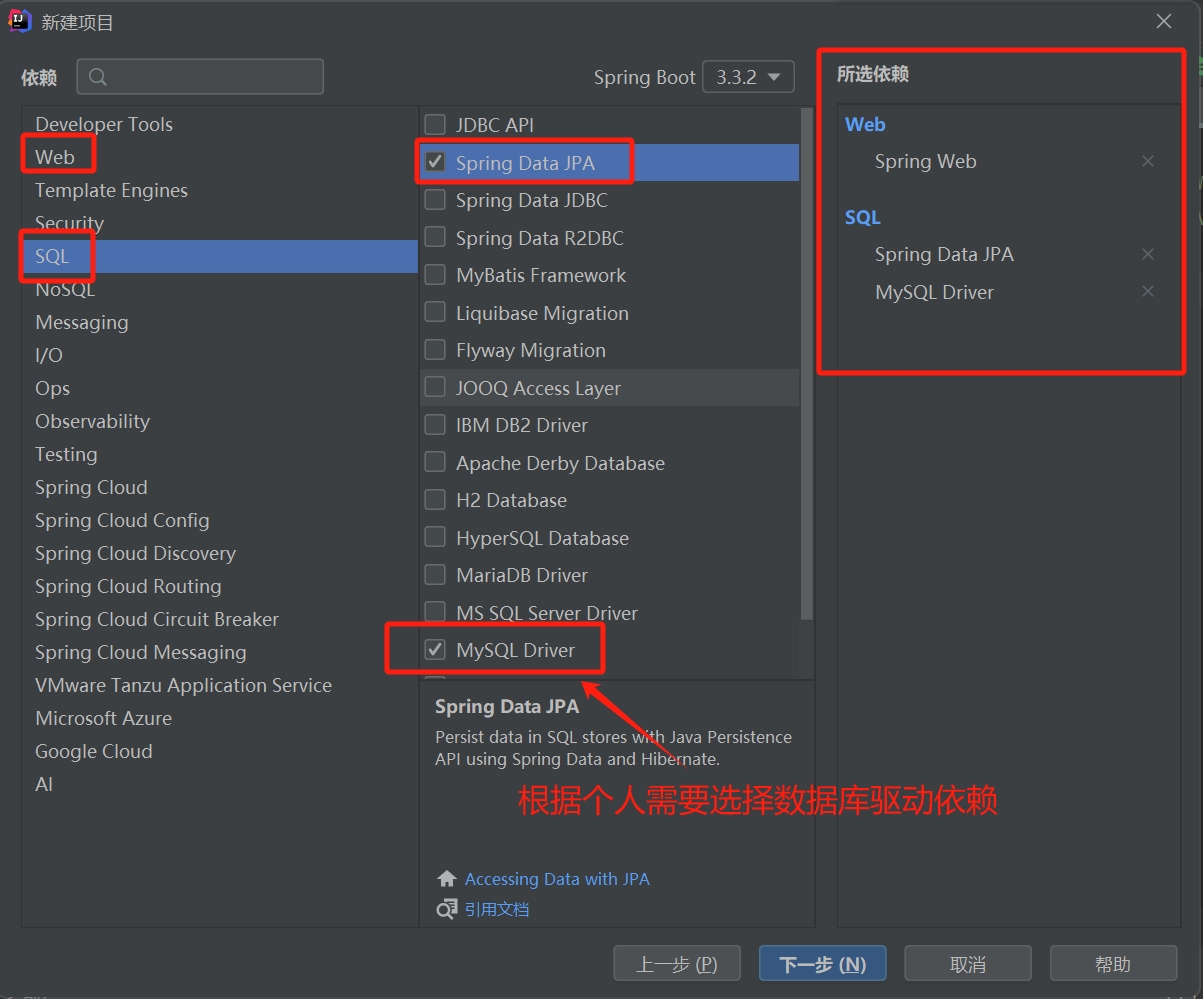 新建项目
依赖
Spring Boot 3.3.2
Developer Tools
Web
Template Engines
Security
SQL
NoSQL
Messaging
I/O
Ops
Observability
Testing
Spring Cloud
Spring Cloud Config
Spring Cloud Discovery
Spring Cloud Routing
Spring Cloud Circuit Breaker
Spring Cloud Messaging
VMware Tanzu Application Service
Microsoft Azure
Google Cloud
AI
JDBC API
Spring Data JPA
Spring Data JDBC
Spring Data R2DBC
MyBatis Framework
Liquibase Migration
Flyway Migration
JOOQ Access Layer
IBM DB2 Driver
Apache Derby Database
H2 Database
HyperSQL Database
MariaDB Driver
MS SQL Server Driver
MySQL Driver
Spring Data JPA
Persist data in SQL stores with Java Persistence
API using Spring Data and Hibernate.
根据个人需要选择数据库驱动依赖
Accessing Data with JPA
引用文档
所选依赖
Web
Spring Web
SQL
Spring Data JPA
MySQL Driver
上一步 (P)
下一步 (N)
取消
帮助